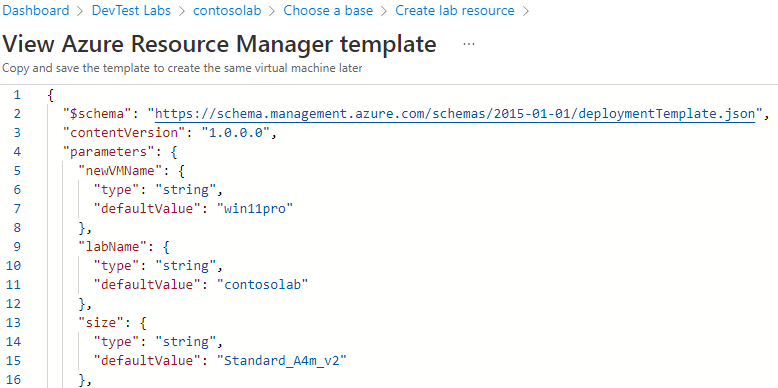 Dashboard > DevTest Labs > contosolab > Choose a base > Create lab resource >
View Azure Resource Manager template ...
Copy and save the template to create the same virtual machine later
1 {
2 "$schema": "https://schema.management.azure.com/schemas/2015-01-01/deploymentTemplate.json",
3 "contentVersion": "1.0.0.0",
4 "parameters": {
5 "newVMName": {
6 "type": "string",
7 "defaultValue": "win11pro"
8 },
9 "labName": {
10 "type": "string",
11 "defaultValue": "contosolab"
12 },
13 "size": {
14 "type": "string",
15 "defaultValue": "Standard_A4m_v2"
16 },